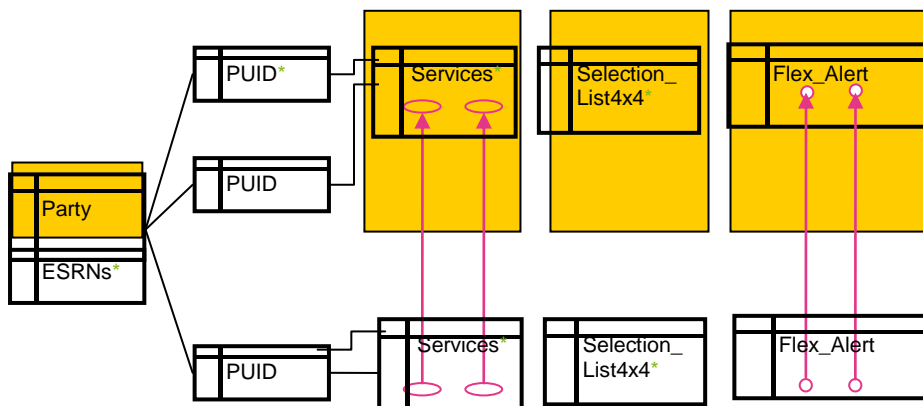 PUID*
Services*
Selection_
List4x4*
Flex_Alert
PUID
Party
ESRNs*
PUID
Services*
Selection_
List4x4*
Flex_Alert